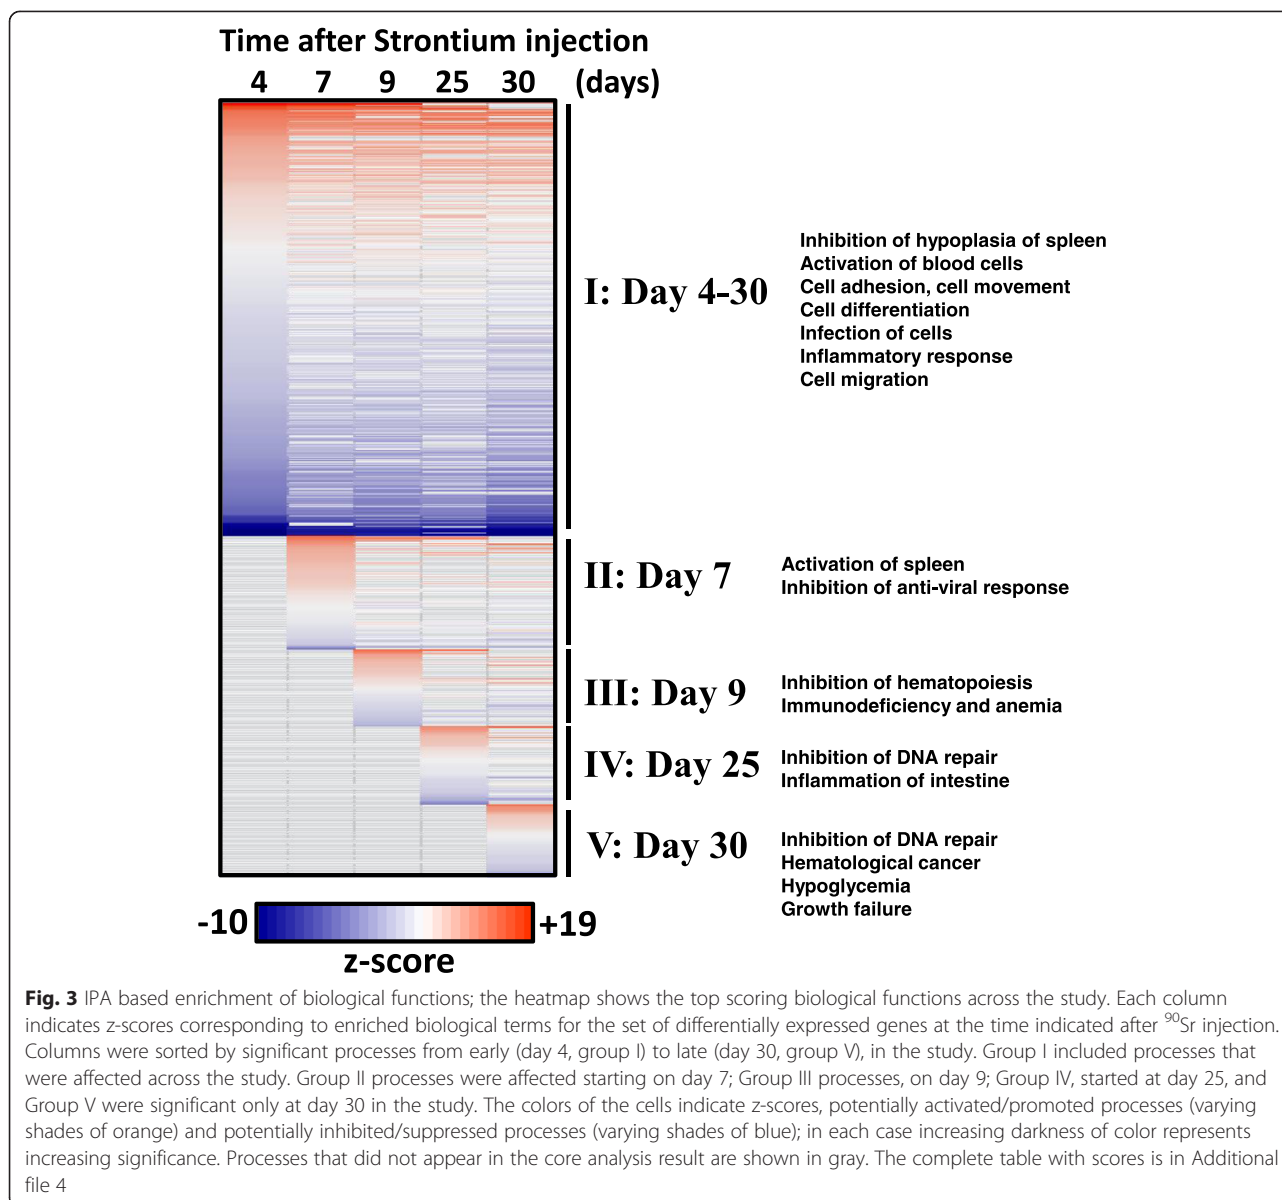 Time after Strontium injection
4 7 9 25 30 (days)
I: Day 4-30
Inhibition of hypoplasia of spleen
Activation of blood cells
Cell adhesion, cell movement
Cell differentiation
Infection of cells
Inflammatory response
Cell migration
II: Day 7
Activation of spleen
Inhibition of anti-viral response
III: Day 9
Inhibition of hematopoiesis
Immunodeficiency and anemia
IV: Day 25
Inhibition of DNA repair
Inflammation of intestine
V: Day 30
Inhibition of DNA repair
Hematological cancer
Hypoglycemia
Growth failure
-10 +19
z-score
Fig. 3 IPA based enrichment of biological functions; the heatmap shows the top scoring biological functions across the study. Each column
indicates z-scores corresponding to enriched biological terms for the set of differentially expressed genes at the time indicated after ⁹⁰Sr injection.
Columns were sorted by significant processes from early (day 4, group I) to late (day 30, group V), in the study. Group I included processes that
were affected across the study. Group II processes were affected starting on day 7; Group III processes, on day 9; Group IV, started at day 25, and
Group V were significant only at day 30 in the study. The colors of the cells indicate z-scores, potentially activated/promoted processes (varying
shades of orange) and potentially inhibited/suppressed processes (varying shades of blue); in each case increasing darkness of color represents
increasing significance. Processes that did not appear in the core analysis result are shown in gray. The complete table with scores is in Additional
file 4